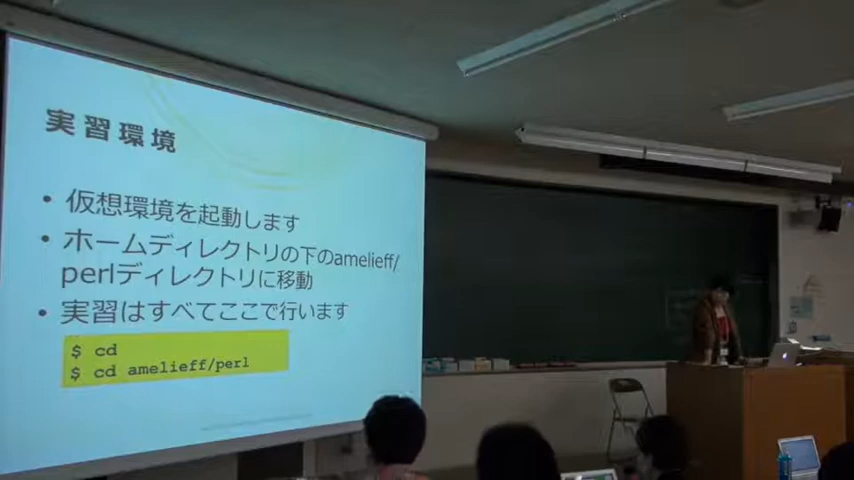 実習環境
• 仮想環境を起動します
• ホームディレクトリの下のamelieff/
perlディレクトリに移動
• 実習はすべてここで行います
$ cd
$ cd amelieff/perl